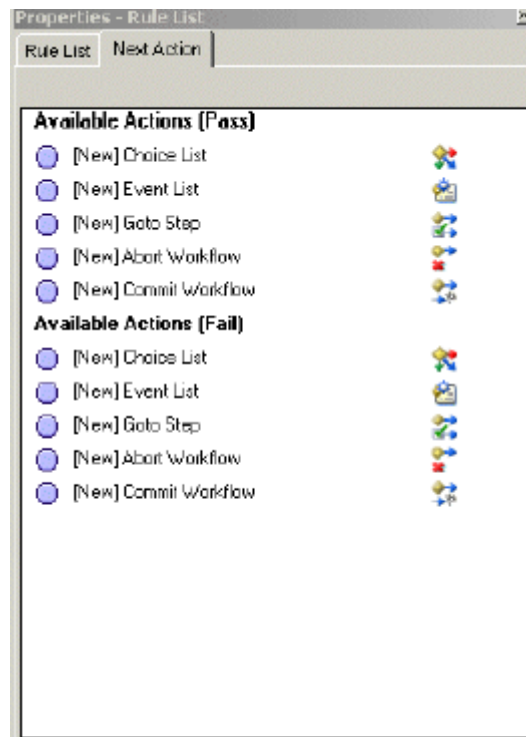 Properties - Rule List
Rule List Next Action
Available Actions (Pass)
[New] Choice List
[New] Event List
[New] Goto Step
[New] Abort Workflow
[New] Commit Workflow
Available Actions (Fail)
[New] Choice List
[New] Event List
[New] Goto Step
[New] Abort Workflow
[New] Commit Workflow